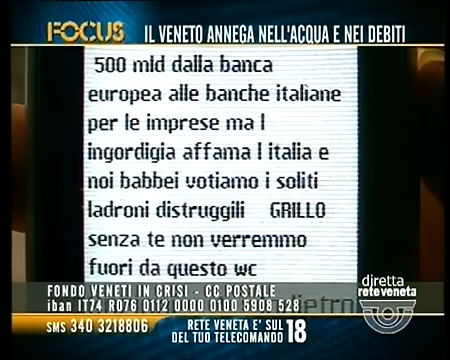 FOCUS IL VENETO ANNEGA NELL'ACQUA E NEI DEBITI
500 mld dalla banca
europea alle banche italiane
per le imprese ma l
ingordigia affama l italia e
noi babbei votiamo i soliti
ladroni distruggili GRILLO
senza te non verremmo
fuori da questo wc
ietro
FONDO VENETI IN CRISI - CC POSTALE
iban IT74 R076 0112 0000 0100 5908 528
diretta
reteveneta
SMS 340 3218806
RETE VENETA E' SUL
DEL TUO TELECOMANDO 18